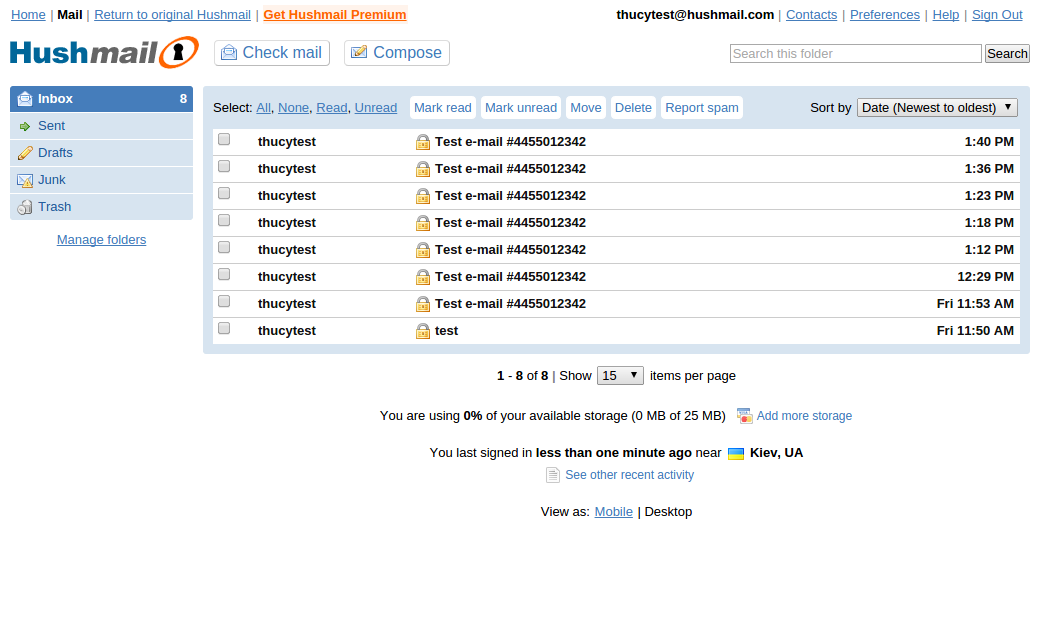 Home | Mail | Return to original Hushmail | Get Hushmail Premium thucytest@hushmail.com | Contacts | Preferences | Help | Sign Out
Hushmail Check mail Compose Search this folder Search
Inbox 8
Sent
Drafts
Junk
Trash
Manage folders
Select: All, None, Read, Unread Mark read Mark unread Move Delete Report spam Sort by Date (Newest to oldest)
thucytest Test e-mail #4455012342 1:40 PM
thucytest Test e-mail #4455012342 1:36 PM
thucytest Test e-mail #4455012342 1:23 PM
thucytest Test e-mail #4455012342 1:18 PM
thucytest Test e-mail #4455012342 1:12 PM
thucytest Test e-mail #4455012342 12:29 PM
thucytest Test e-mail #4455012342 Fri 11:53 AM
thucytest test Fri 11:50 AM
1 - 8 of 8 | Show 15 items per page
You are using 0% of your available storage (0 MB of 25 MB) Add more storage
You last signed in less than one minute ago near Kiev, UA
See other recent activity
View as: Mobile | Desktop